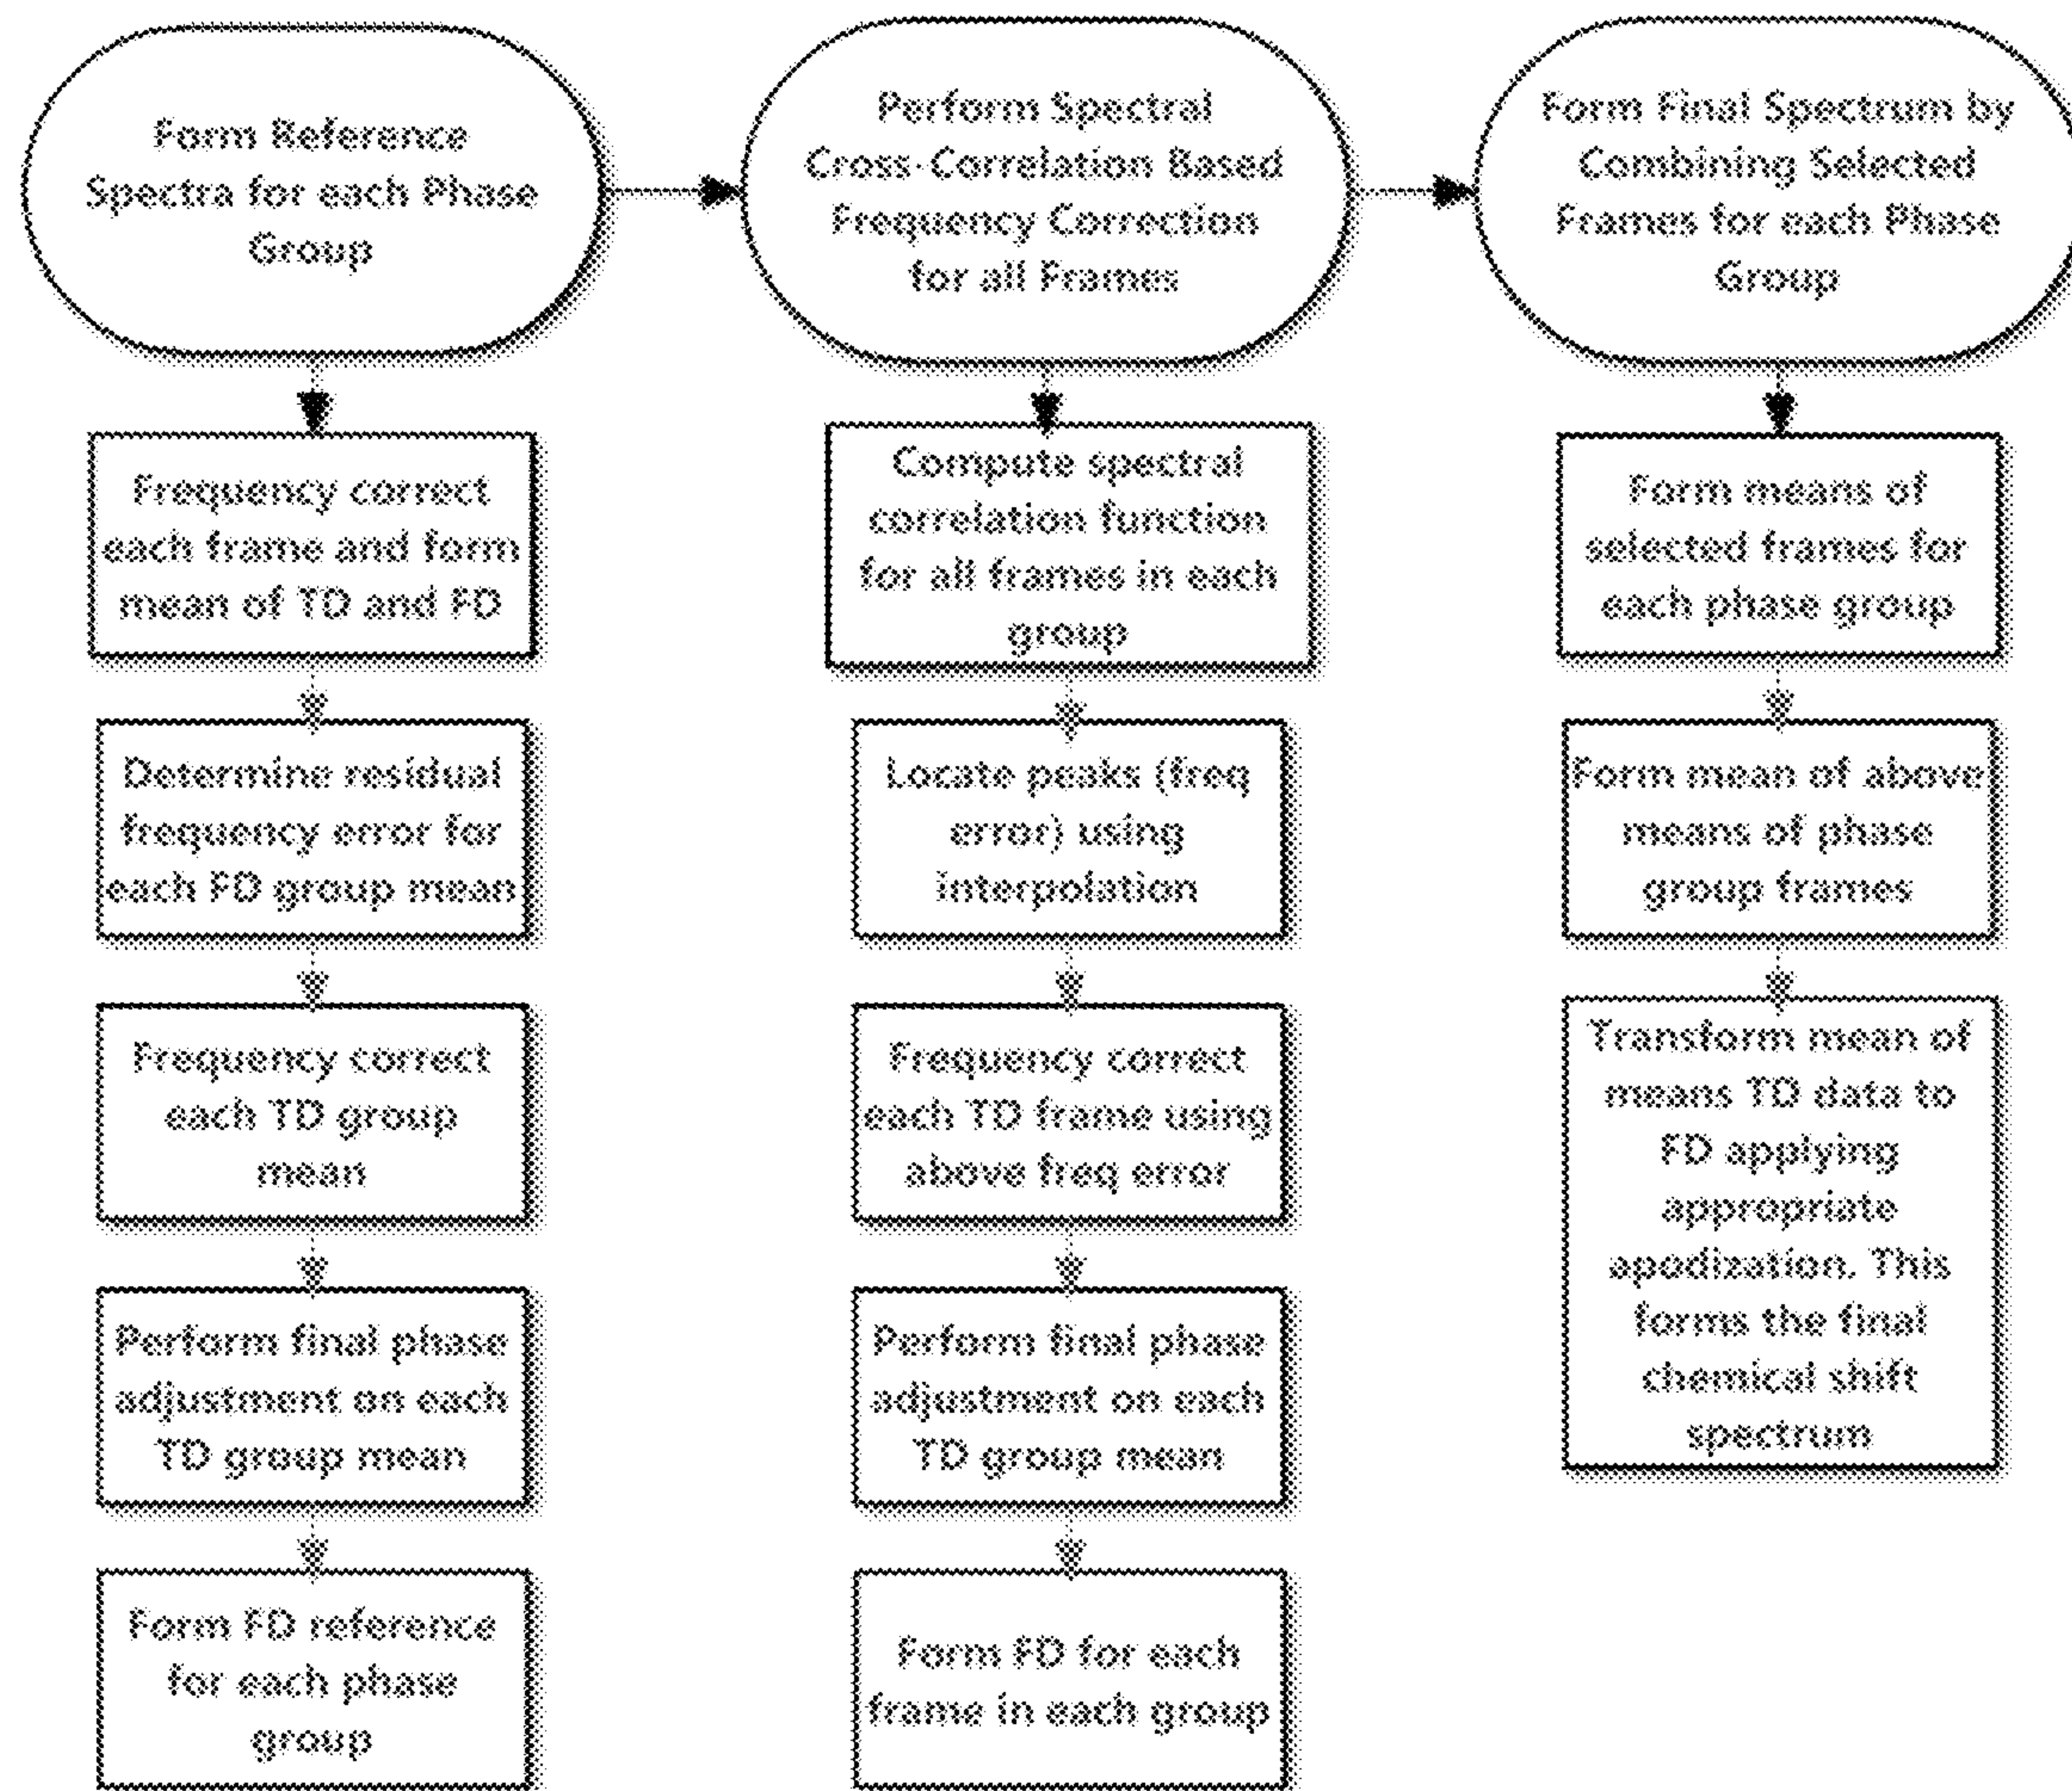 Form Reference
Spectra for each Phase
Group
Perform Spectral
Cross-Correlation Based
Frequency Correction
for all Frames
Form Final Spectrum by
Combining Selected
Frames for each Phase
Group
Frequency correct
each frame and form
mean of TD and FD
Determine residual
frequency error for
each FD group mean
Frequency correct
each TD group
mean
Perform final phase
adjustment on each
TD group mean
Form FD reference
for each phase
group
Compute spectral
correlation function
for all frames in each
group
Locate peaks (freq
error) using
interpolation
Frequency correct
each TD frame using
above freq error
Perform final phase
adjustment on each
TD group mean
Form FD for each
frame in each group
Form means of
selected frames for
each phase group
Form mean of above
means of phase
group frames
Transform mean of
means TD data to
FD applying
appropriate
apodization. This
forms the final
chemical shift
spectrum